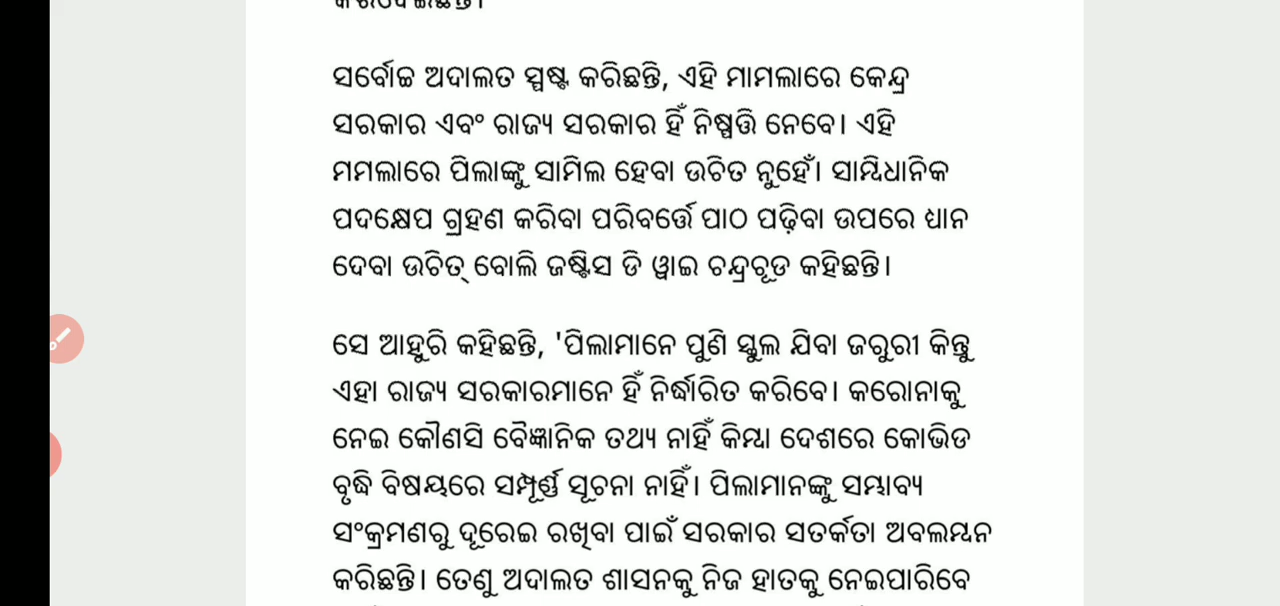 ସର୍ବୋଚ୍ଚ ଅଦାଲତ ସ୍ପଷ୍ଟ କରିଛନ୍ତି, ଏହି ମାମଲାରେ କେନ୍ଦ୍ର
ସରକାର ଏବଂ ରାଜ୍ୟ ସରକାର ହିଁ ନିଷ୍ପତ୍ତି ନେବେ। ଏହି
ମମଲାରେ ପିଲାଙ୍କୁ ସାମିଲ ହେବା ଉଚିତ ନୁହେଁ। ସାମ୍ବିଧାନିକ
ପଦକ୍ଷେପ ଗ୍ରହଣ କରିବା ପରିବର୍ତ୍ତେ ପାଠ ପଢ଼ିବା ଉପରେ ଧ୍ୟାନ
ଦେବା ଉଚିତ୍ ବୋଲି ଜଷ୍ଟିସ ଡି ୱାଇ ଚନ୍ଦ୍ରଚୂଡ କହିଛନ୍ତି।
ସେ ଆହୁରି କହିଛନ୍ତି, 'ପିଲାମାନେ ପୁଣି ସ୍କୁଲ ଯିବା ଜରୁରୀ କିନ୍ତୁ
ଏହା ରାଜ୍ୟ ସରକାରମାନେ ହିଁ ନିର୍ଦ୍ଧାରିତ କରିବେ। କରୋନାକୁ
ନେଇ କୌଣସି ବୈଜ୍ଞାନିକ ତଥ୍ୟ ନାହିଁ କିମ୍ବା ଦେଶରେ କୋଭିଡ
ବୃଦ୍ଧି ବିଷୟରେ ସମ୍ପୂର୍ଣ୍ଣ ସୂଚନା ନାହିଁ। ପିଲାମାନଙ୍କୁ ସମ୍ଭାବ୍ୟ
ସଂକ୍ରମଣରୁ ଦୂରେଇ ରଖିବା ପାଇଁ ସରକାର ସତର୍କତା ଅବଲମ୍ବନ
କରିଛନ୍ତି। ତେଣୁ ଅଦାଲତ ଶାସନକୁ ନିଜ ହାତକୁ ନେଇପାରିବେ